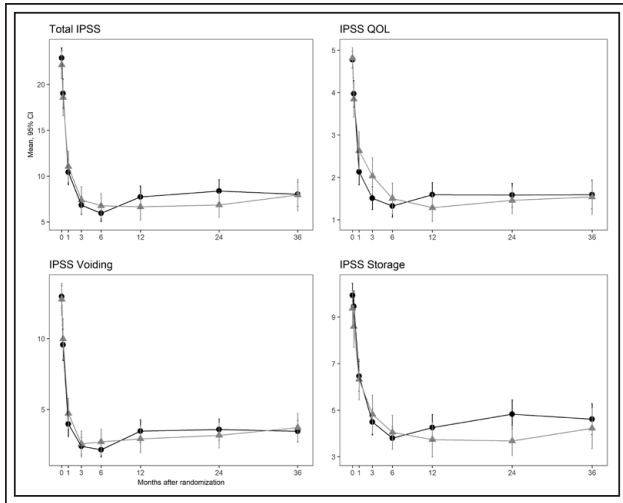 Total IPSS
IPSS QOL
Mean, 95% CI
20
15
10
5
0 1 3 6 12 24 36
5
4
3
2
1
0 1 3 6 12 24 36
IPSS Voiding
IPSS Storage
10
5
0 1 3 6 12 24 36
Months after randomization
9
7
5
3
0 1 3 6 12 24 36